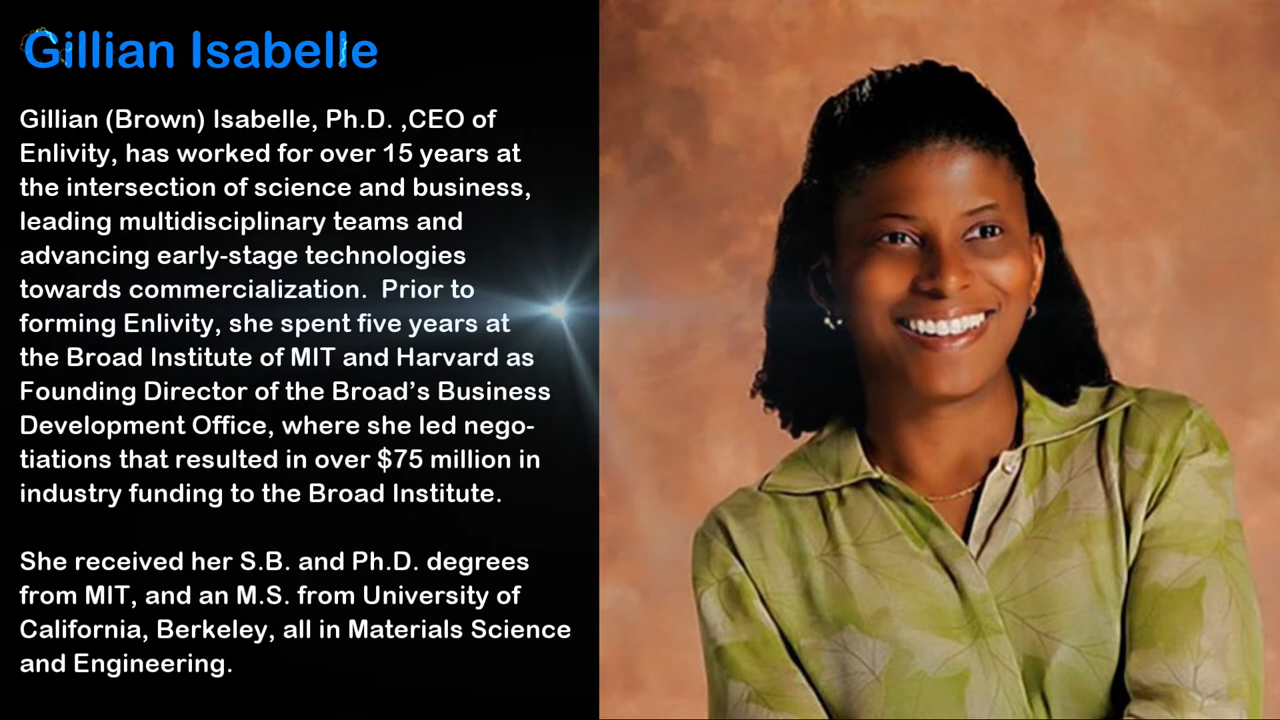 Gillian Isabelle
Gillian (Brown) Isabelle, Ph.D. ,CEO of
Enlivity, has worked for over 15 years at
the intersection of science and business,
leading multidisciplinary teams and
advancing early-stage technologies
towards commercialization.  Prior to
forming Enlivity, she spent five years at
the Broad Institute of MIT and Harvard as
Founding Director of the Broad’s Business
Development Office, where she led nego-
tiations that resulted in over $75 million in
industry funding to the Broad Institute.
She received her S.B. and Ph.D. degrees
from MIT, and an M.S. from University of
California, Berkeley, all in Materials Science
and Engineering.